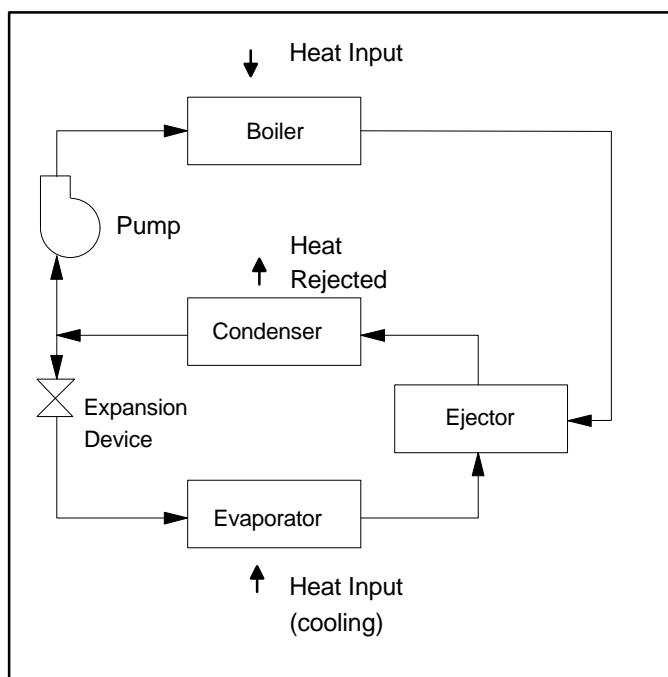 Heat Input
Boiler
Pump
Heat
Rejected
Condenser
Expansion
Device
Ejector
Evaporator
Heat Input
(cooling)